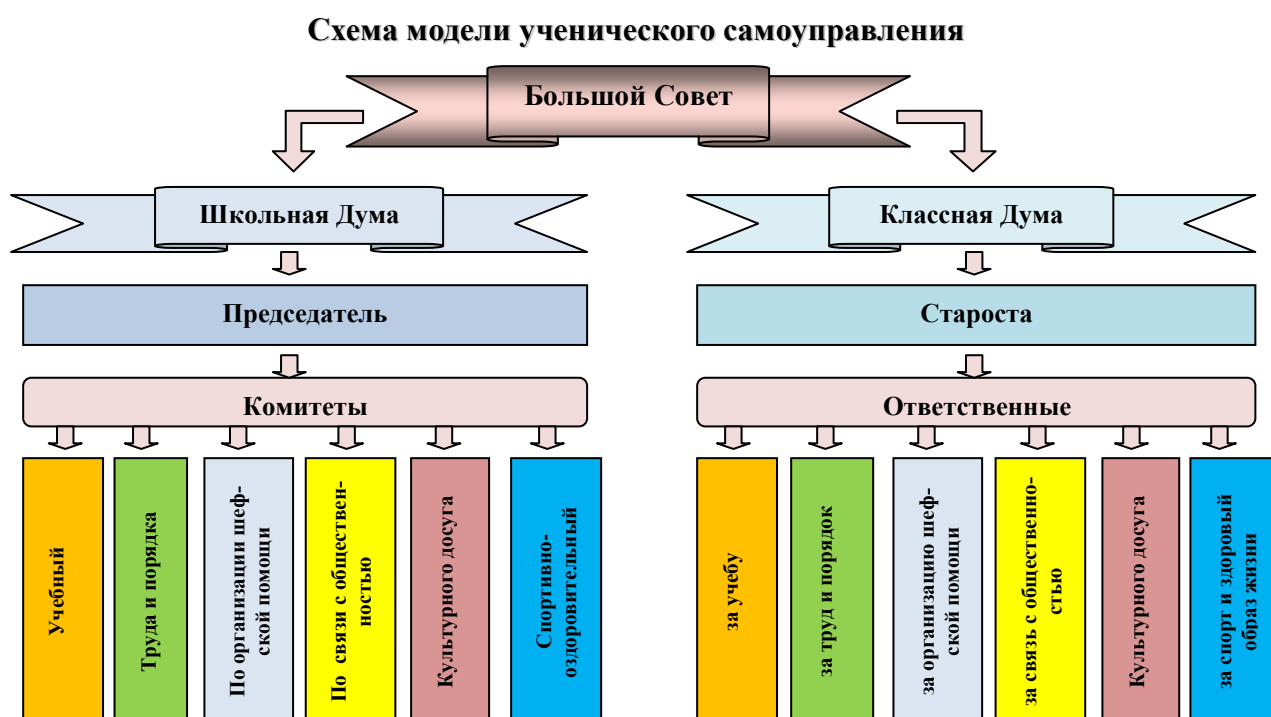 Схема модели ученического самоуправления
Большой Совет
Школьная Дума
Классная Дума
Председатель
Староста
Комитеты
Ответственные
Учебный
Труда и порядка
По организации шеф-
ской помощи
По связи с обществен-
ностью
Культурного досуга
Спортивно-
оздоровительный
за учебу
за труд и порядок
за организацию шеф-
ской помощи
за связь с общественно-
стью
Культурного досуга
за спорт и здоровый
образ жизни